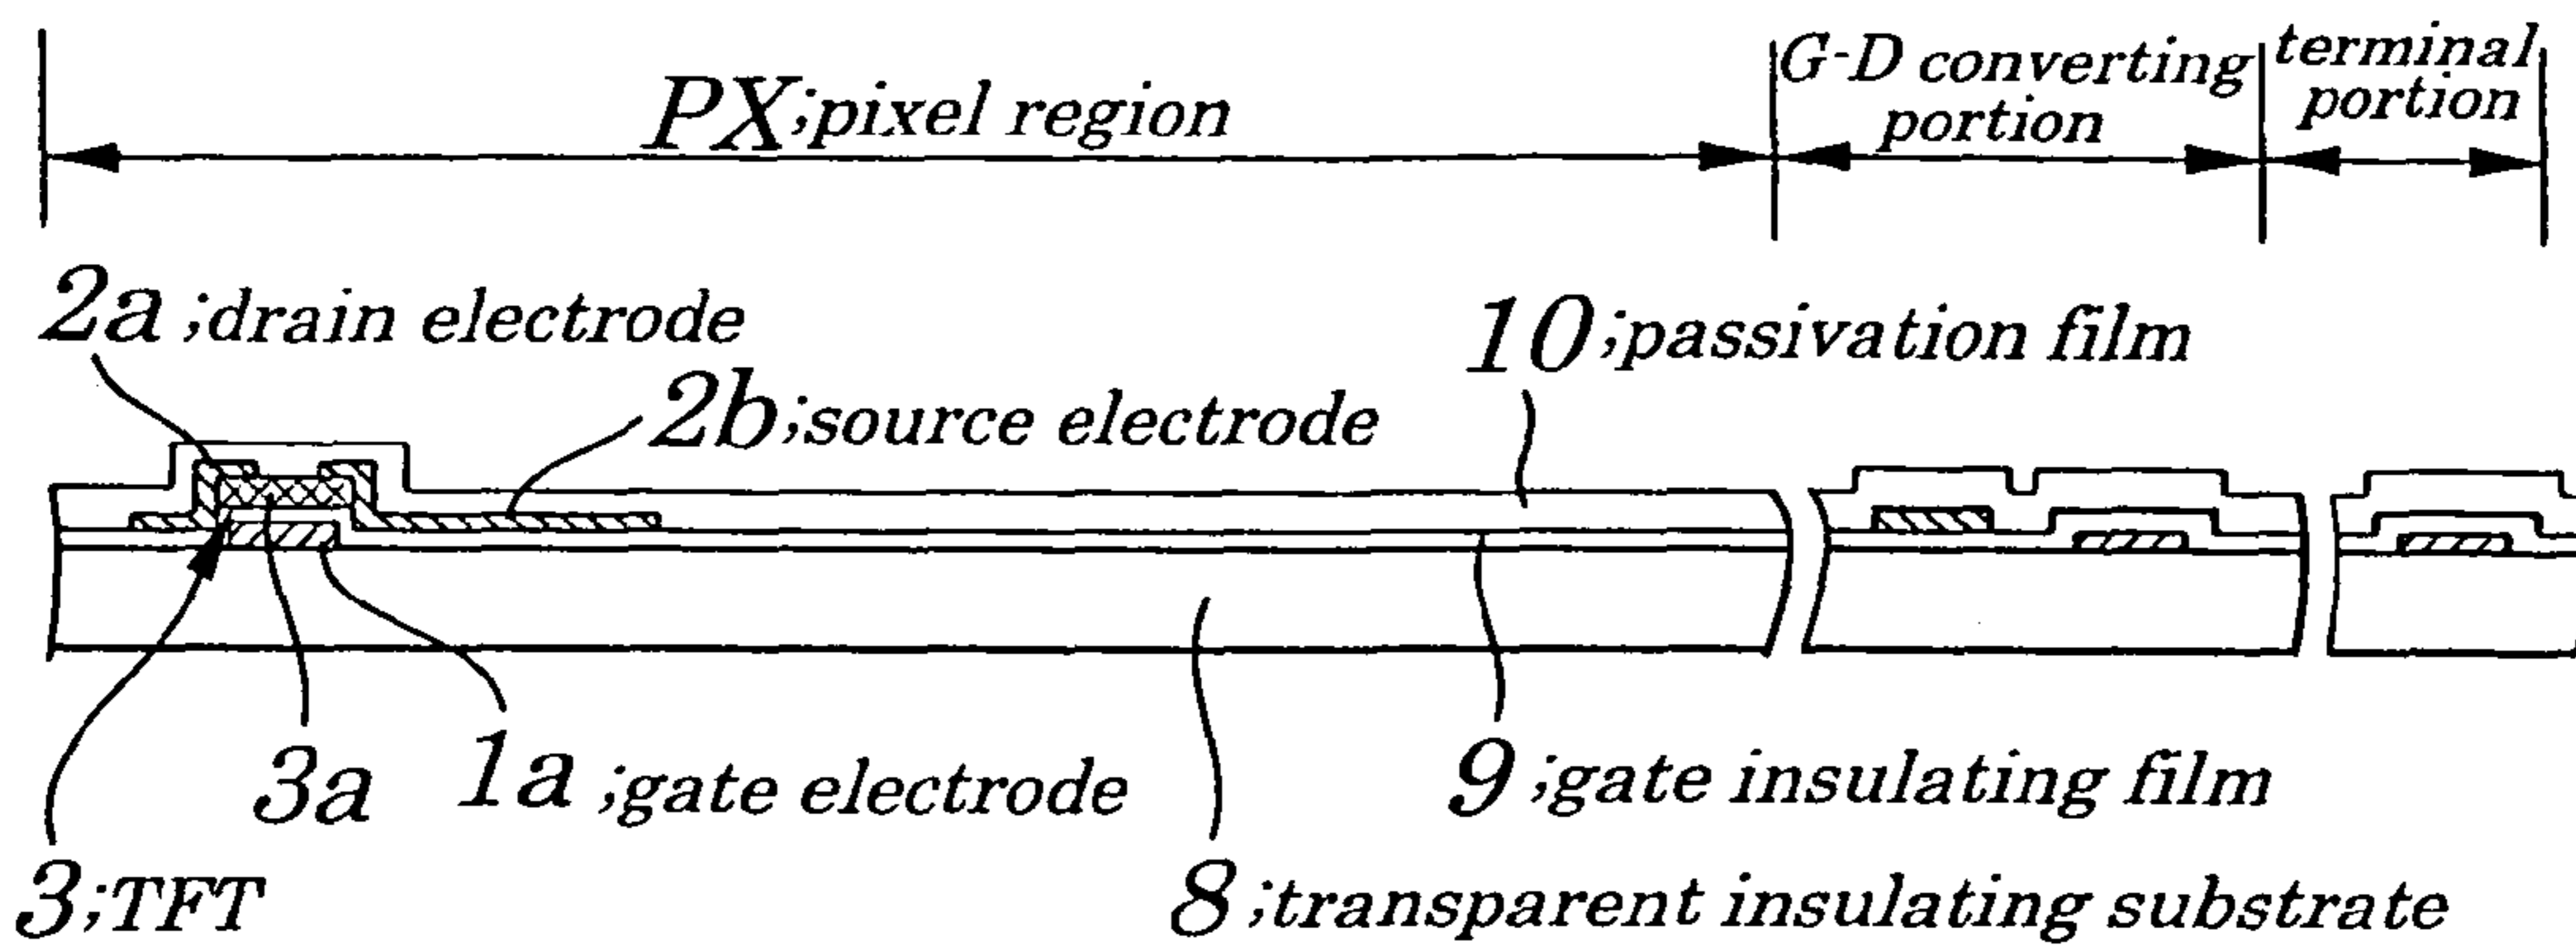 PX;pixel region
G-D converting
portion
terminal
portion
2a ;drain electrode
2b;source electrode
10;passivation film
3a
1a ;gate electrode
9 ;gate insulating film
3;TFT
8 ;transparent insulating substrate